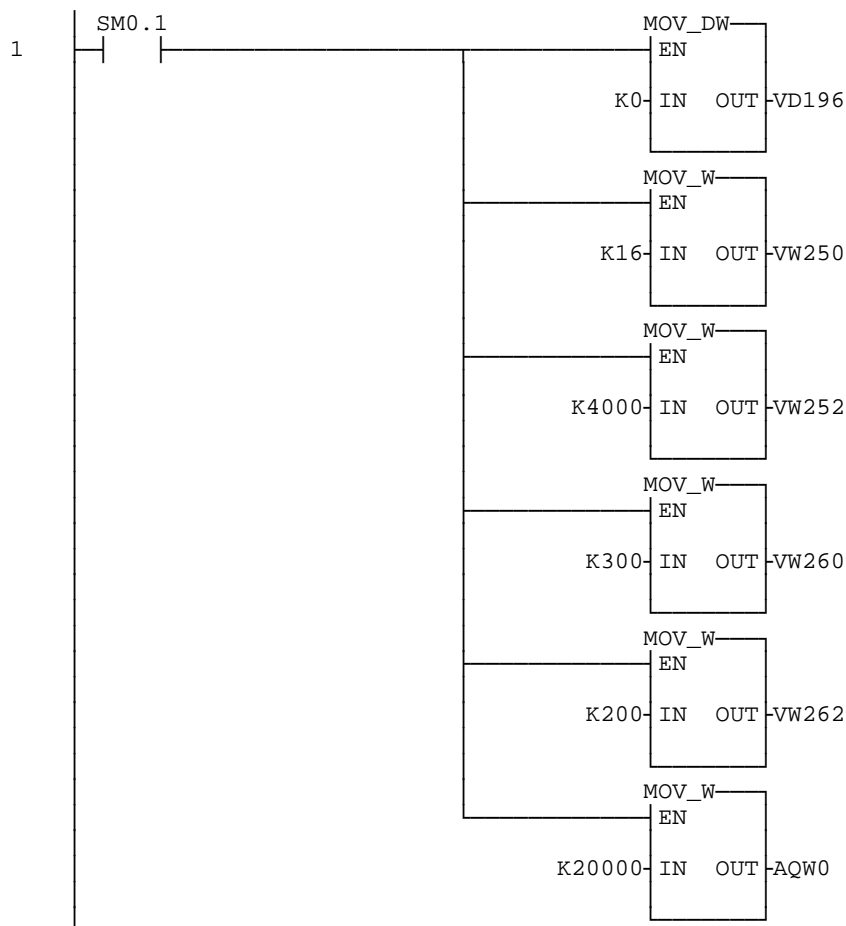 SM0.1 MOV_DW
1 EN
K0 IN OUT VD196
MOV_W
EN
K16 IN OUT VW250
MOV_W
EN
K4000 IN OUT VW252
MOV_W
EN
K300 IN OUT VW260
MOV_W
EN
K200 IN OUT VW262
MOV_W
EN
K20000 IN OUT AQW0